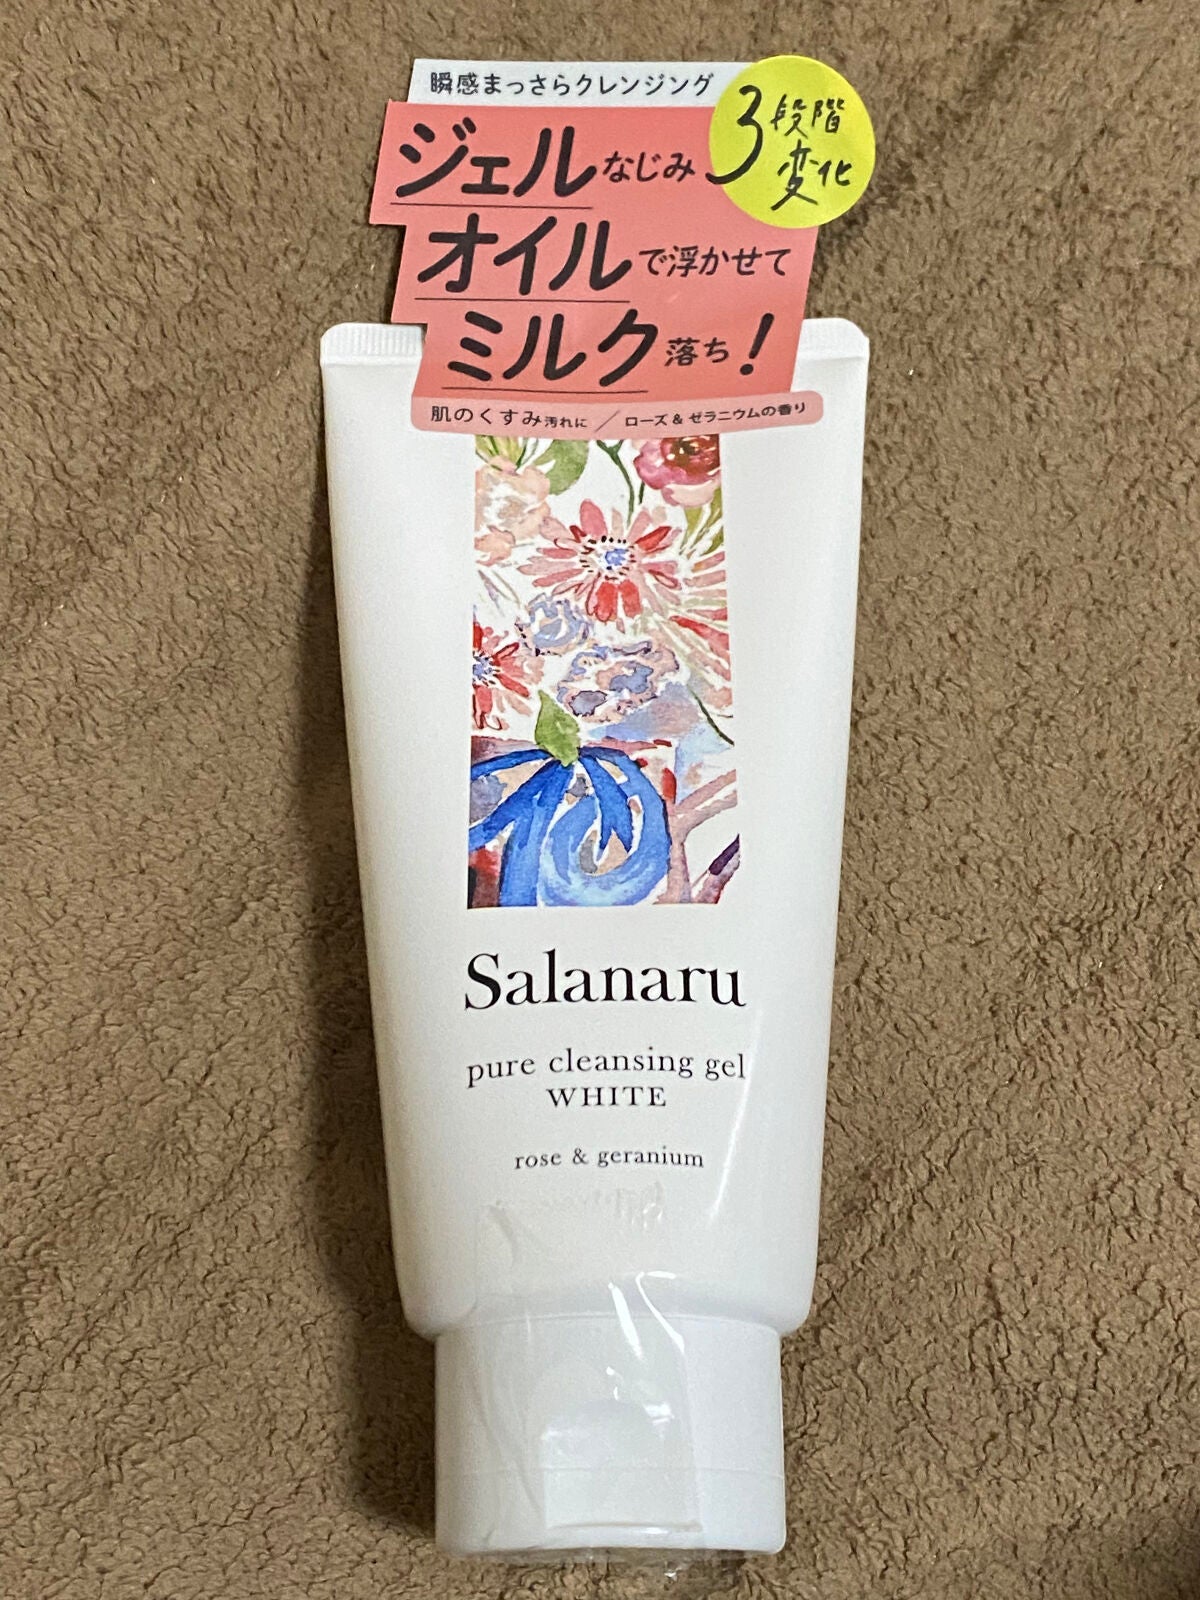 瞬感まっさらクレンジング
3段階
変化
ジェルなじみ
オイルで浮かせて
ミルク落ち!
肌のくすみ汚れに／ローズ&ゼラニウムの香り
Salanaru
pure cleansing gel
WHITE
rose & geranium